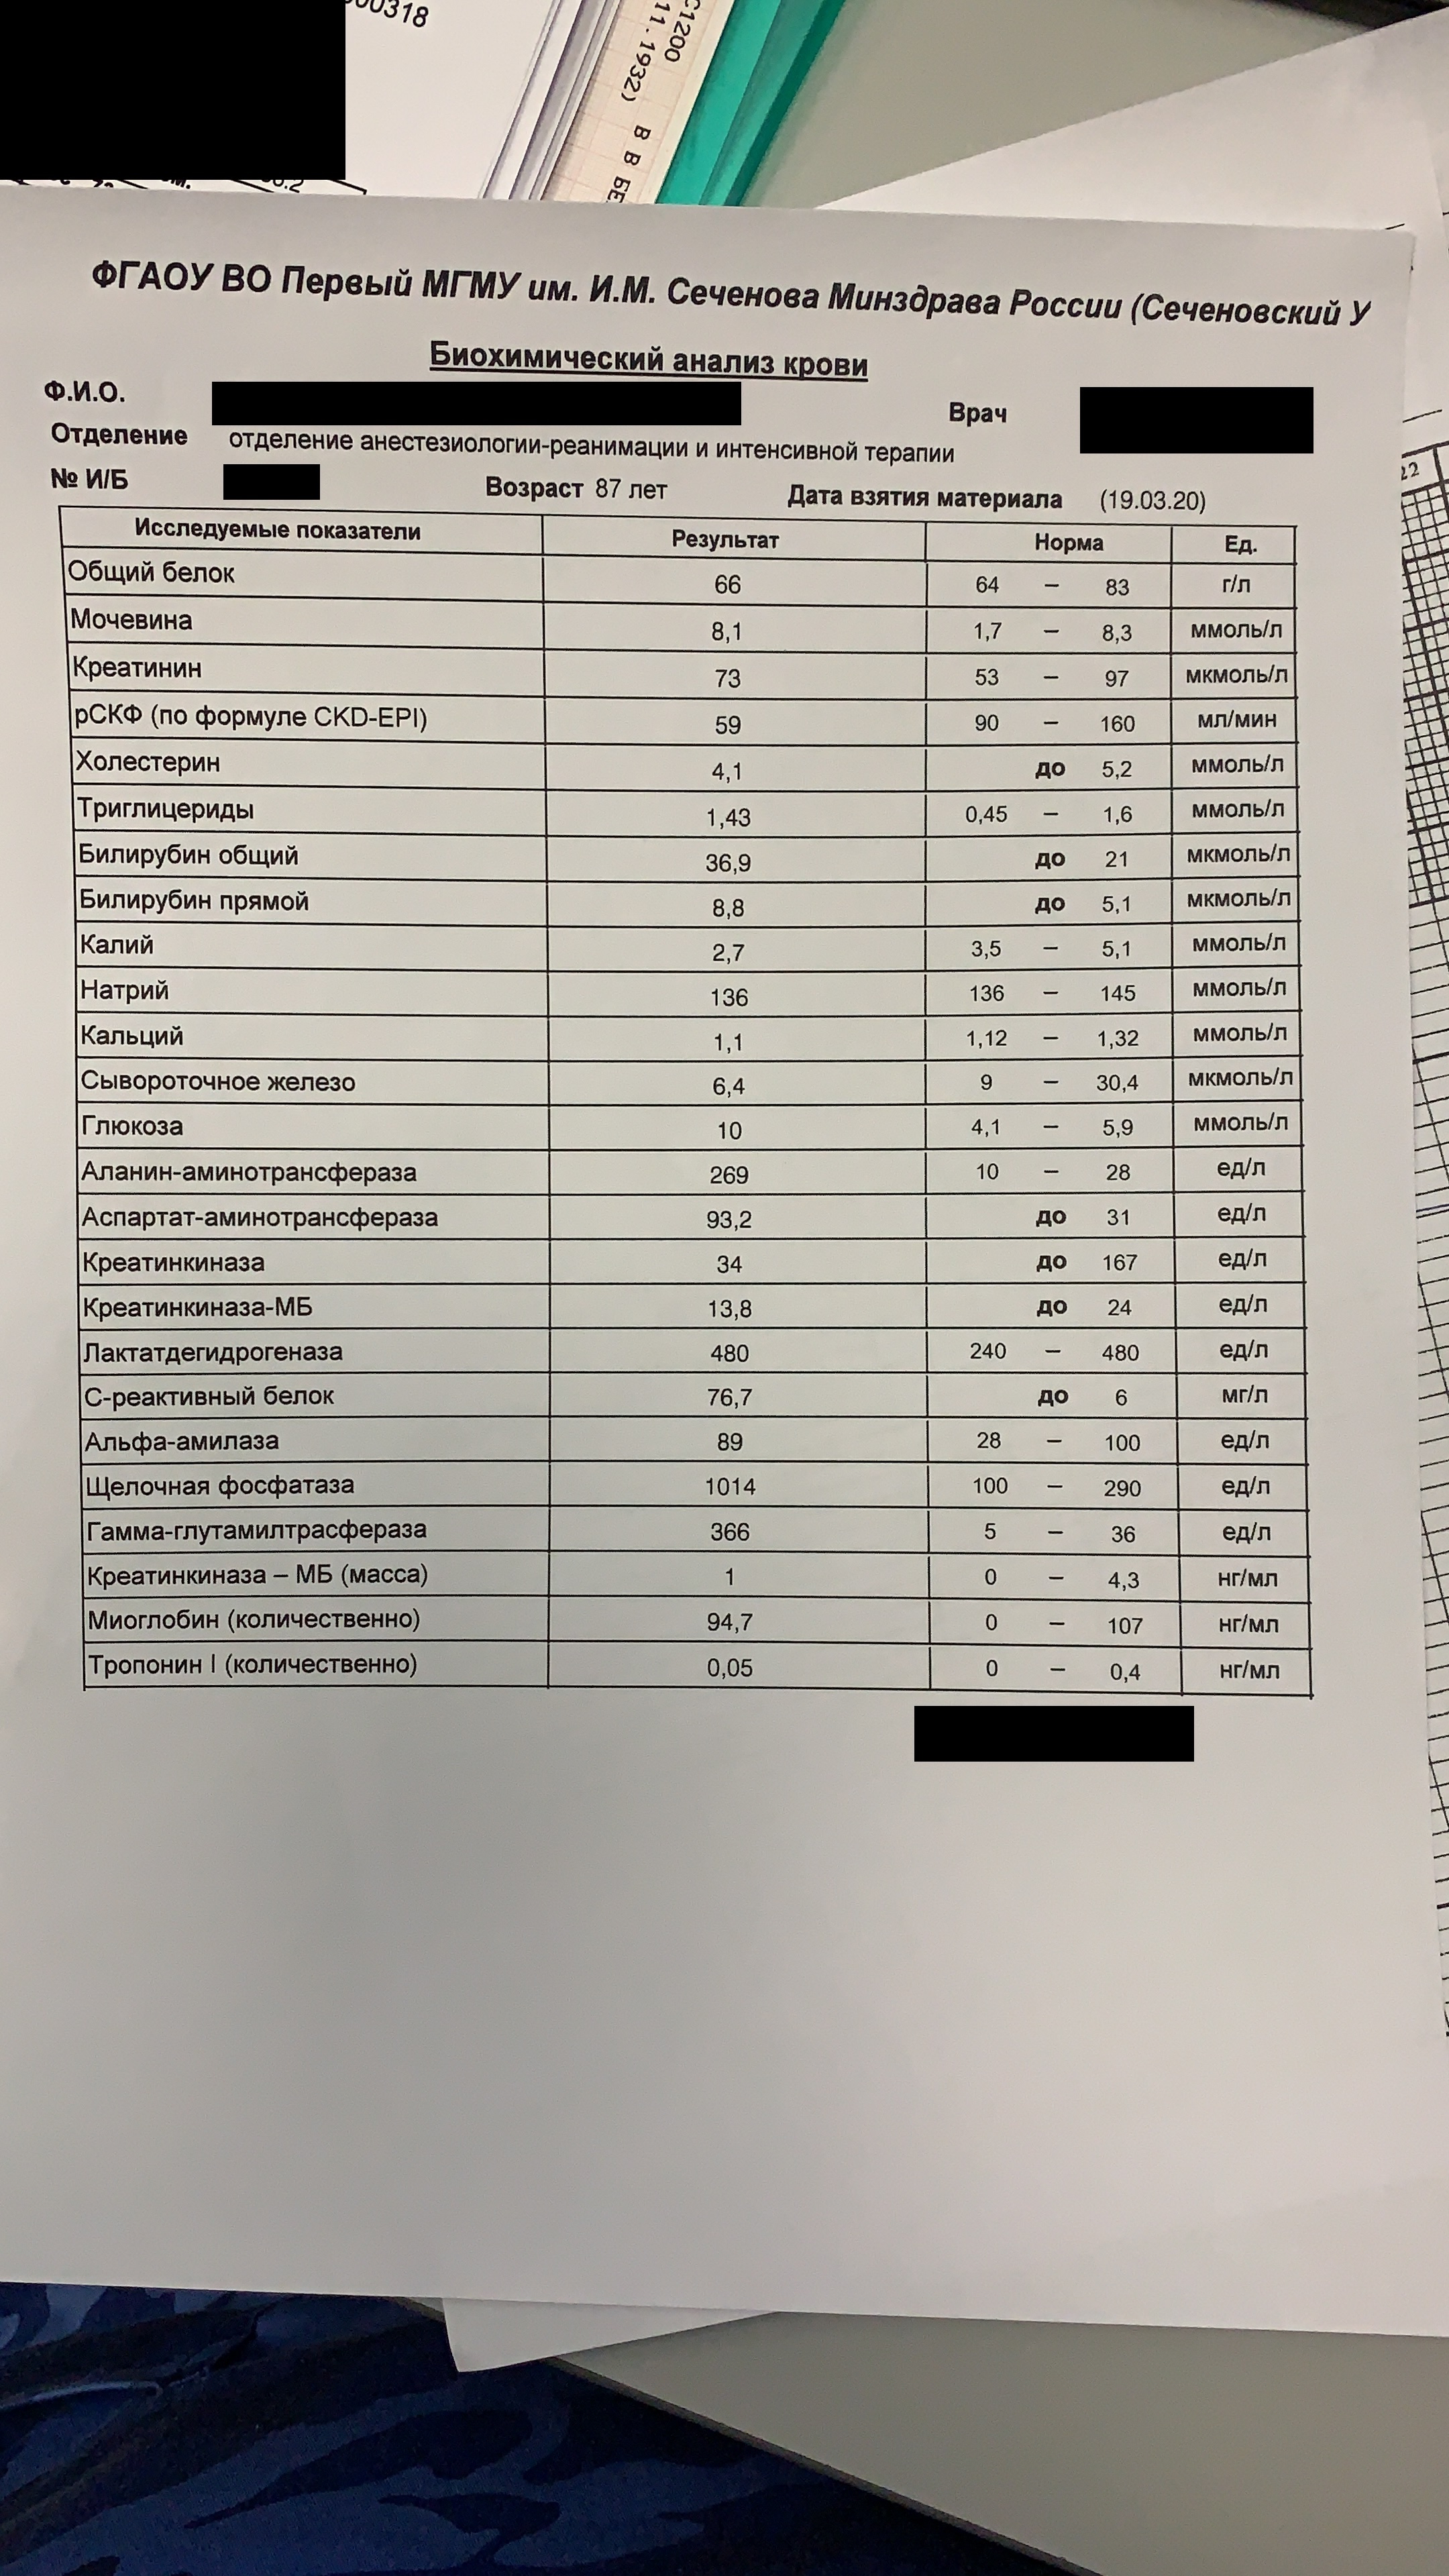 00318
С1200
11.1932) В В БЕ
ФГАОУ ВО Первый МГМУ им. И.М. Сеченова Минздрава России (Сеченовский У
Биохимический анализ крови
Ф.И.О. Врач
Отделение отделение анестезиологии-реанимации и интенсивной терапии
№ И/Б Возраст 87 лет Дата взятия материала (19.03.20)
22
Исследуемые показатели Результат Норма Ед.
Общий белок 66 64 – 83 г/л
Мочевина 8,1 1,7 – 8,3 ммоль/л
Креатинин 73 53 – 97 мкмоль/л
рСКФ (по формуле CKD-EPI) 59 90 – 160 мл/мин
Холестерин 4,1 до 5,2 ммоль/л
Триглицериды 1,43 0,45 – 1,6 ммоль/л
Билирубин общий 36,9 до 21 мкмоль/л
Билирубин прямой 8,8 до 5,1 мкмоль/л
Калий 2,7 3,5 – 5,1 ммоль/л
Натрий 136 136 – 145 ммоль/л
Кальций 1,1 1,12 – 1,32 ммоль/л
Сывороточное железо 6,4 9 – 30,4 мкмоль/л
Глюкоза 10 4,1 – 5,9 ммоль/л
Аланин-аминотрансфераза 269 10 – 28 ед/л
Аспартат-аминотрансфераза 93,2 до 31 ед/л
Креатинкиназа 34 до 167 ед/л
Креатинкиназа-МБ 13,8 до 24 ед/л
Лактатдегидрогеназа 480 240 – 480 ед/л
С-реактивный белок 76,7 до 6 мг/л
Альфа-амилаза 89 28 – 100 ед/л
Щелочная фосфатаза 1014 100 – 290 ед/л
Гамма-глутамилтрасфераза 366 5 – 36 ед/л
Креатинкиназа – МБ (масса) 1 0 – 4,3 нг/мл
Миоглобин (количественно) 94,7 0 – 107 нг/мл
Тропонин I (количественно) 0,05 0 – 0,4 нг/мл